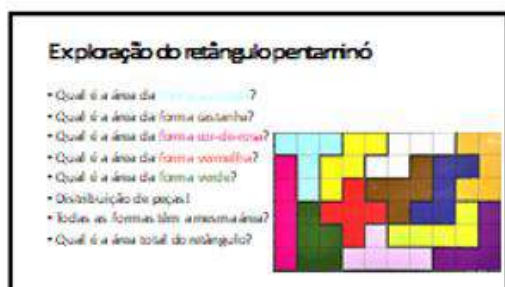 Exploração do retângulo pentaminó
• Qual é a área da ?
• Qual é a área da forma castanha?
• Qual é a área da forma cor-de-rosa?
• Qual é a área da forma vermelha?
• Qual é a área da forma verde?
• Distribuição de peças!
• Todas as formas têm a mesma área?
• Qual é a área total do retângulo?